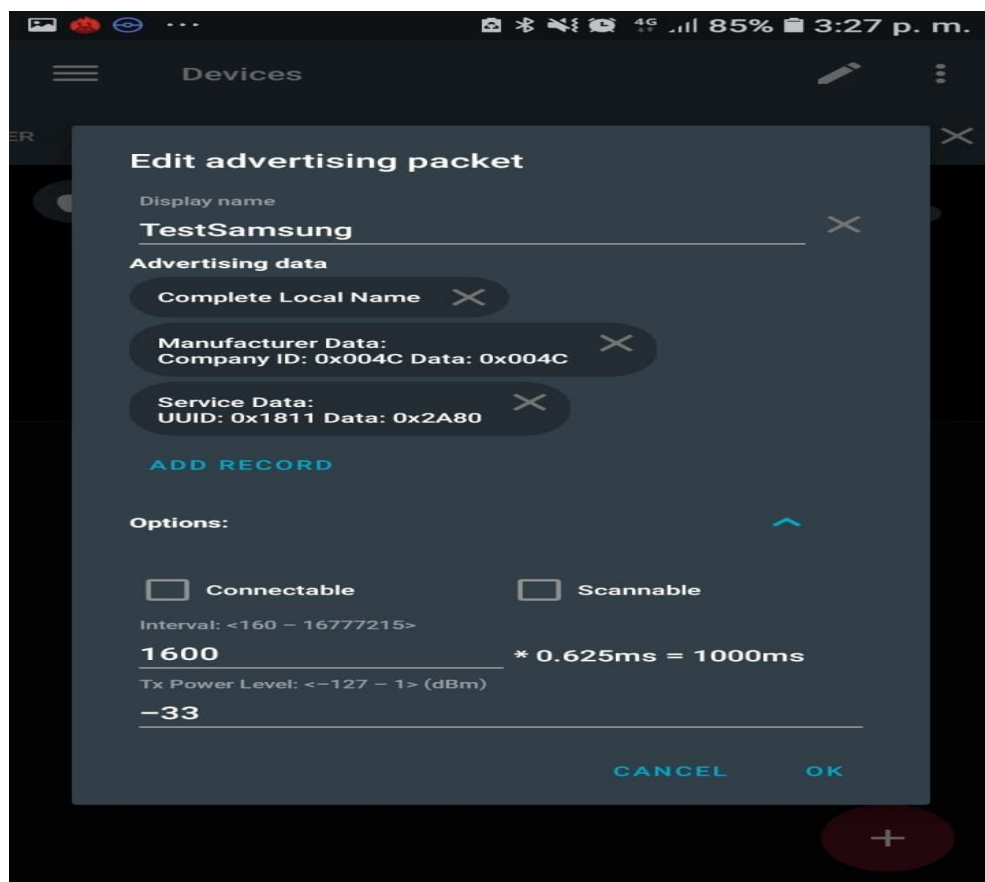 4G 85% 3:27 p. m.
Devices
ER
Edit advertising packet
Display name
TestSamsung
Advertising data
Complete Local Name
Manufacturer Data:
Company ID: 0x004C Data: 0x004C
Service Data:
UUID: 0x1811 Data: 0x2A80
ADD RECORD
Options:
Connectable
Scannable
Interval: <160 – 16777215>
1600 * 0.625ms = 1000ms
Tx Power Level: <–127 – 1> (dBm)
–33
CANCEL OK